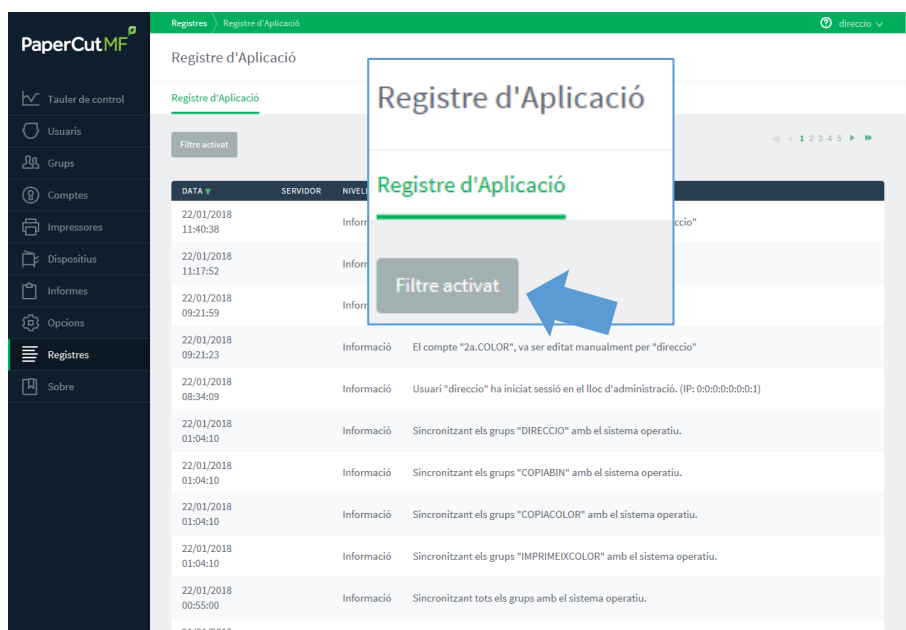 PaperCut MF
Registres Registre d'Aplicació
direccio
Registre d'Aplicació
Registre d'Aplicació
Filtre activat
1 2 3 4 5
Tauler de control
Usuaris
Grups
Comptes
Impressores
Dispositius
Informes
Opcions
Registres
Sobre
Registre d'Aplicació
Registre d'Aplicació
Filtre activat
DATA SERVIDOR
22/01/2018
11:40:38
22/01/2018
11:17:52
22/01/2018
09:21:59
22/01/2018
09:21:23 Informació El compte "2a.COLOR", va ser editat manualment per "direccio"
22/01/2018
08:34:09 Informació Usuari "direccio" ha iniciat sessió en el lloc d'administració. (IP: 0:0:0:0:0:0:0:1)
22/01/2018
01:04:10 Informació Sincronitzant els grups "DIRECCIO" amb el sistema operatiu.
22/01/2018
01:04:10 Informació Sincronitzant els grups "COPIABIN" amb el sistema operatiu.
22/01/2018
01:04:10 Informació Sincronitzant els grups "COPIACOLOR" amb el sistema operatiu.
22/01/2018
01:04:10 Informació Sincronitzant els grups "IMPRIMEIXCOLOR" amb el sistema operatiu.
22/01/2018
00:55:00 Informació Sincronitzant tots els grups amb el sistema operatiu.